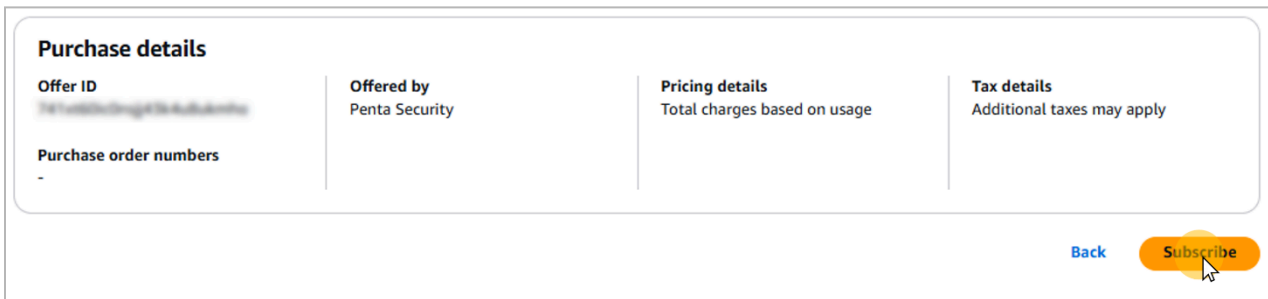 Purchase details
Offer ID
Offered by
Penta Security
Pricing details
Total charges based on usage
Tax details
Additional taxes may apply
Purchase order numbers
-
Back
Subscribe